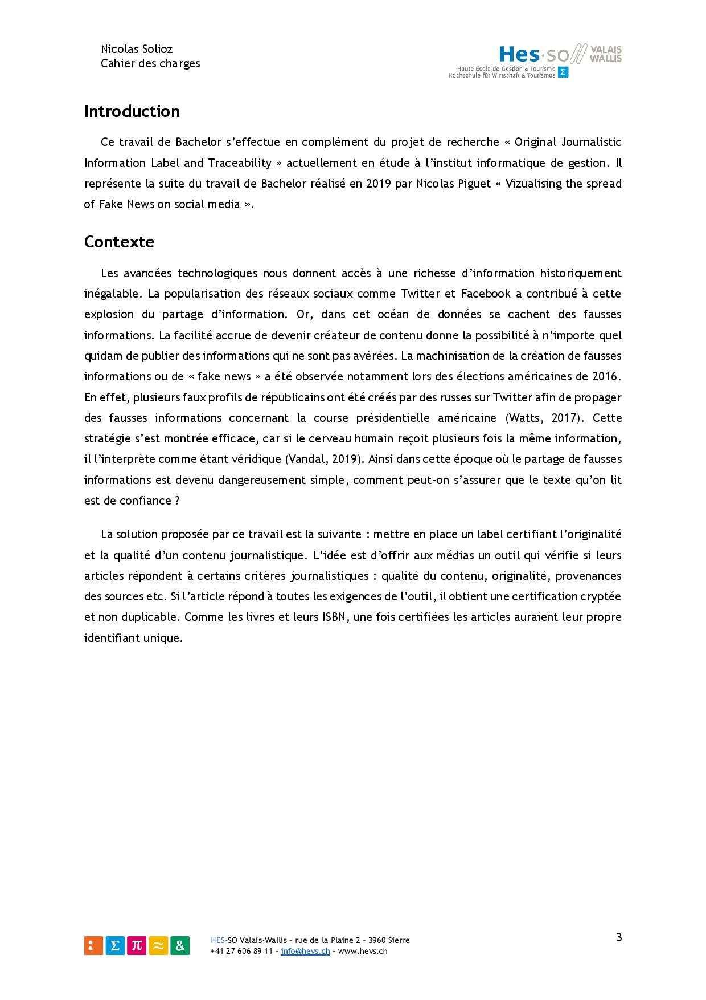 Nicolas Solioz
Cahier des charges
Hes·so VALAIS WALLIS
Haute Ecole de Gestion & Tourisme
Hochschule für Wirtschaft & Tourismus Σ
Introduction
Ce travail de Bachelor s’effectue en complément du projet de recherche « Original Journalistic
Information Label and Traceability » actuellement en étude à l’institut informatique de gestion. Il
représente la suite du travail de Bachelor réalisé en 2019 par Nicolas Piguet « Vizualising the spread
of Fake News on social media ».
Contexte
Les avancées technologiques nous donnent accès à une richesse d’information historiquement
inégalable. La popularisation des réseaux sociaux comme Twitter et Facebook a contribué à cette
explosion du partage d’information. Or, dans cet océan de données se cachent des fausses
informations. La facilité accrue de devenir créateur de contenu donne la possibilité à n’importe quel
quidam de publier des informations qui ne sont pas avérées. La machinisation de la création de fausses
informations ou de « fake news » a été observée notamment lors des élections américaines de 2016.
En effet, plusieurs faux profils de républicains ont été créés par des russes sur Twitter afin de propager
des fausses informations concernant la course présidentielle américaine (Watts, 2017). Cette
stratégie s’est montrée efficace, car si le cerveau humain reçoit plusieurs fois la même information,
il l’interprète comme étant véridique (Vandal, 2019). Ainsi dans cette époque où le partage de fausses
informations est devenu dangereusement simple, comment peut-on s’assurer que le texte qu’on lit
est de confiance ?
La solution proposée par ce travail est la suivante : mettre en place un label certifiant l’originalité
et la qualité d’un contenu journalistique. L’idée est d’offrir aux médias un outil qui vérifie si leurs
articles répondent à certains critères journalistiques : qualité du contenu, originalité, provenances
des sources etc. Si l’article répond à toutes les exigences de l’outil, il obtient une certification cryptée
et non duplicable. Comme les livres et leurs ISBN, une fois certifiées les articles auraient leur propre
identifiant unique.
: Σ π ≈ &
HES-SO Valais-Wallis – rue de la Plaine 2 – 3960 Sierre
+41 27 606 89 11 – info@hevs.ch – www.hevs.ch
3